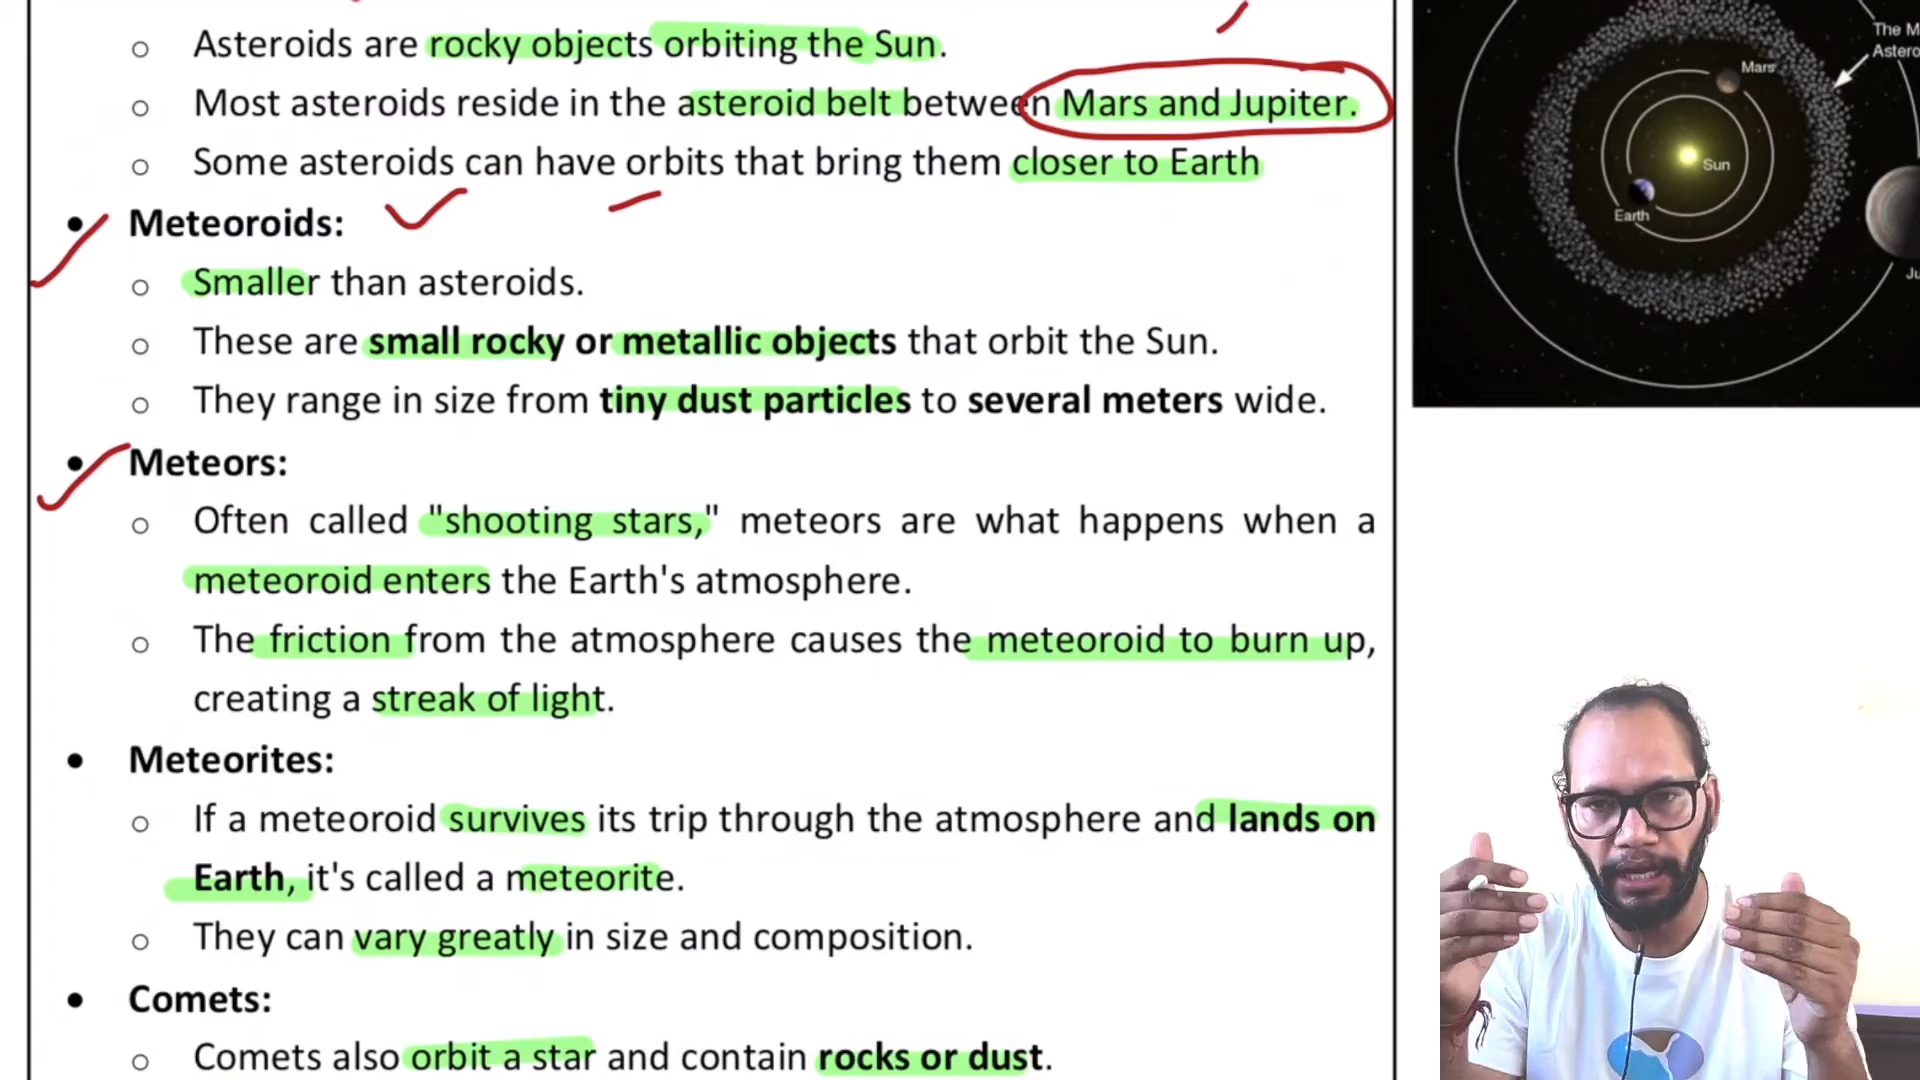 Asteroids are rocky objects orbiting the Sun.
Most asteroids reside in the asteroid belt between Mars and Jupiter.
Some asteroids can have orbits that bring them closer to Earth
Meteoroids:
Smaller than asteroids.
These are small rocky or metallic objects that orbit the Sun.
They range in size from tiny dust particles to several meters wide.
Meteors:
Often called "shooting stars," meteors are what happens when a
meteoroid enters the Earth's atmosphere.
The friction from the atmosphere causes the meteoroid to burn up,
creating a streak of light.
Meteorites:
If a meteoroid survives its trip through the atmosphere and lands on
Earth, it's called a meteorite.
They can vary greatly in size and composition.
Comets:
Comets also orbit a star and contain rocks or dust.
The M
Astero
Mars
Sun
Earth
Ju